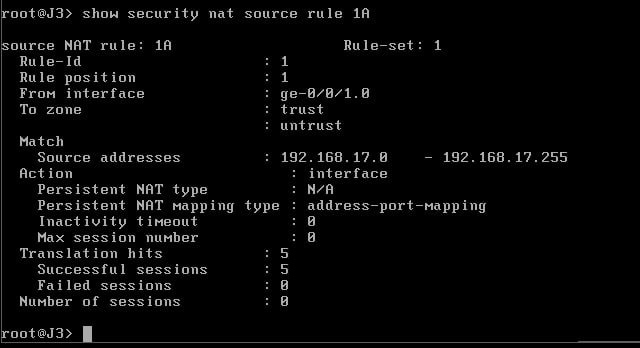 root@J3> show security nat source rule 1A
source NAT rule: 1A Rule-set: 1
Rule-Id : 1
Rule position : 1
From interface : ge-0/0/1.0
To zone : trust
: untrust
Match
Source addresses : 192.168.17.0 - 192.168.17.255
Action : interface
Persistent NAT type : N/A
Persistent NAT mapping type : address-port-mapping
Inactivity timeout : 0
Max session number : 0
Translation hits : 5
Successful sessions : 5
Failed sessions : 0
Number of sessions : 0
root@J3>